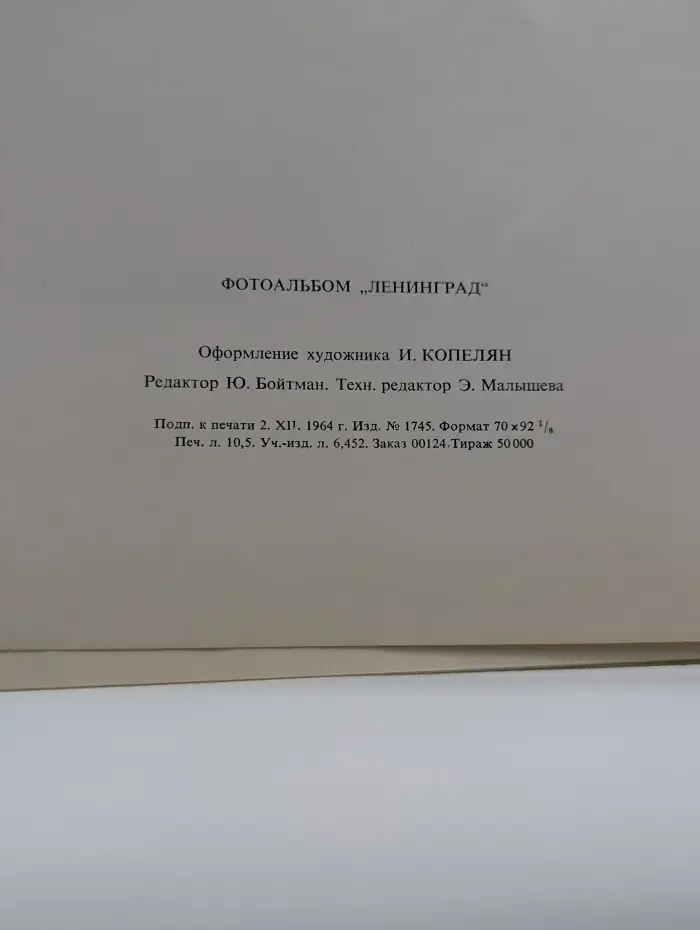 ФОТОАЛЬБОМ „ЛЕНИНГРАД“
Оформление художника И. КОПЕЛЯН
Редактор Ю. Бойтман. Техн. редактор Э. Малышева
Подп. к печати 2. XII. 1964 г. Изд. № 1745. Формат 70×92 1/8
Печ. л. 10,5. Уч.-изд. л. 6,452. Заказ 00124. Тираж 50 000